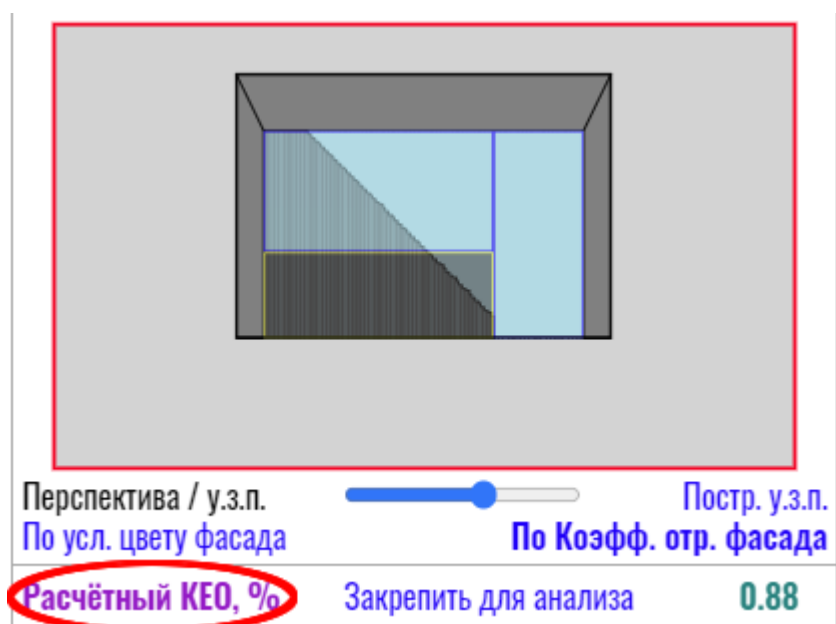 Перспектива / у.з.п. Постр. у.з.п.
По усл. цвету фасада По Коэфф. отр. фасада
Расчётный КЕО, % Закрепить для анализа 0.88